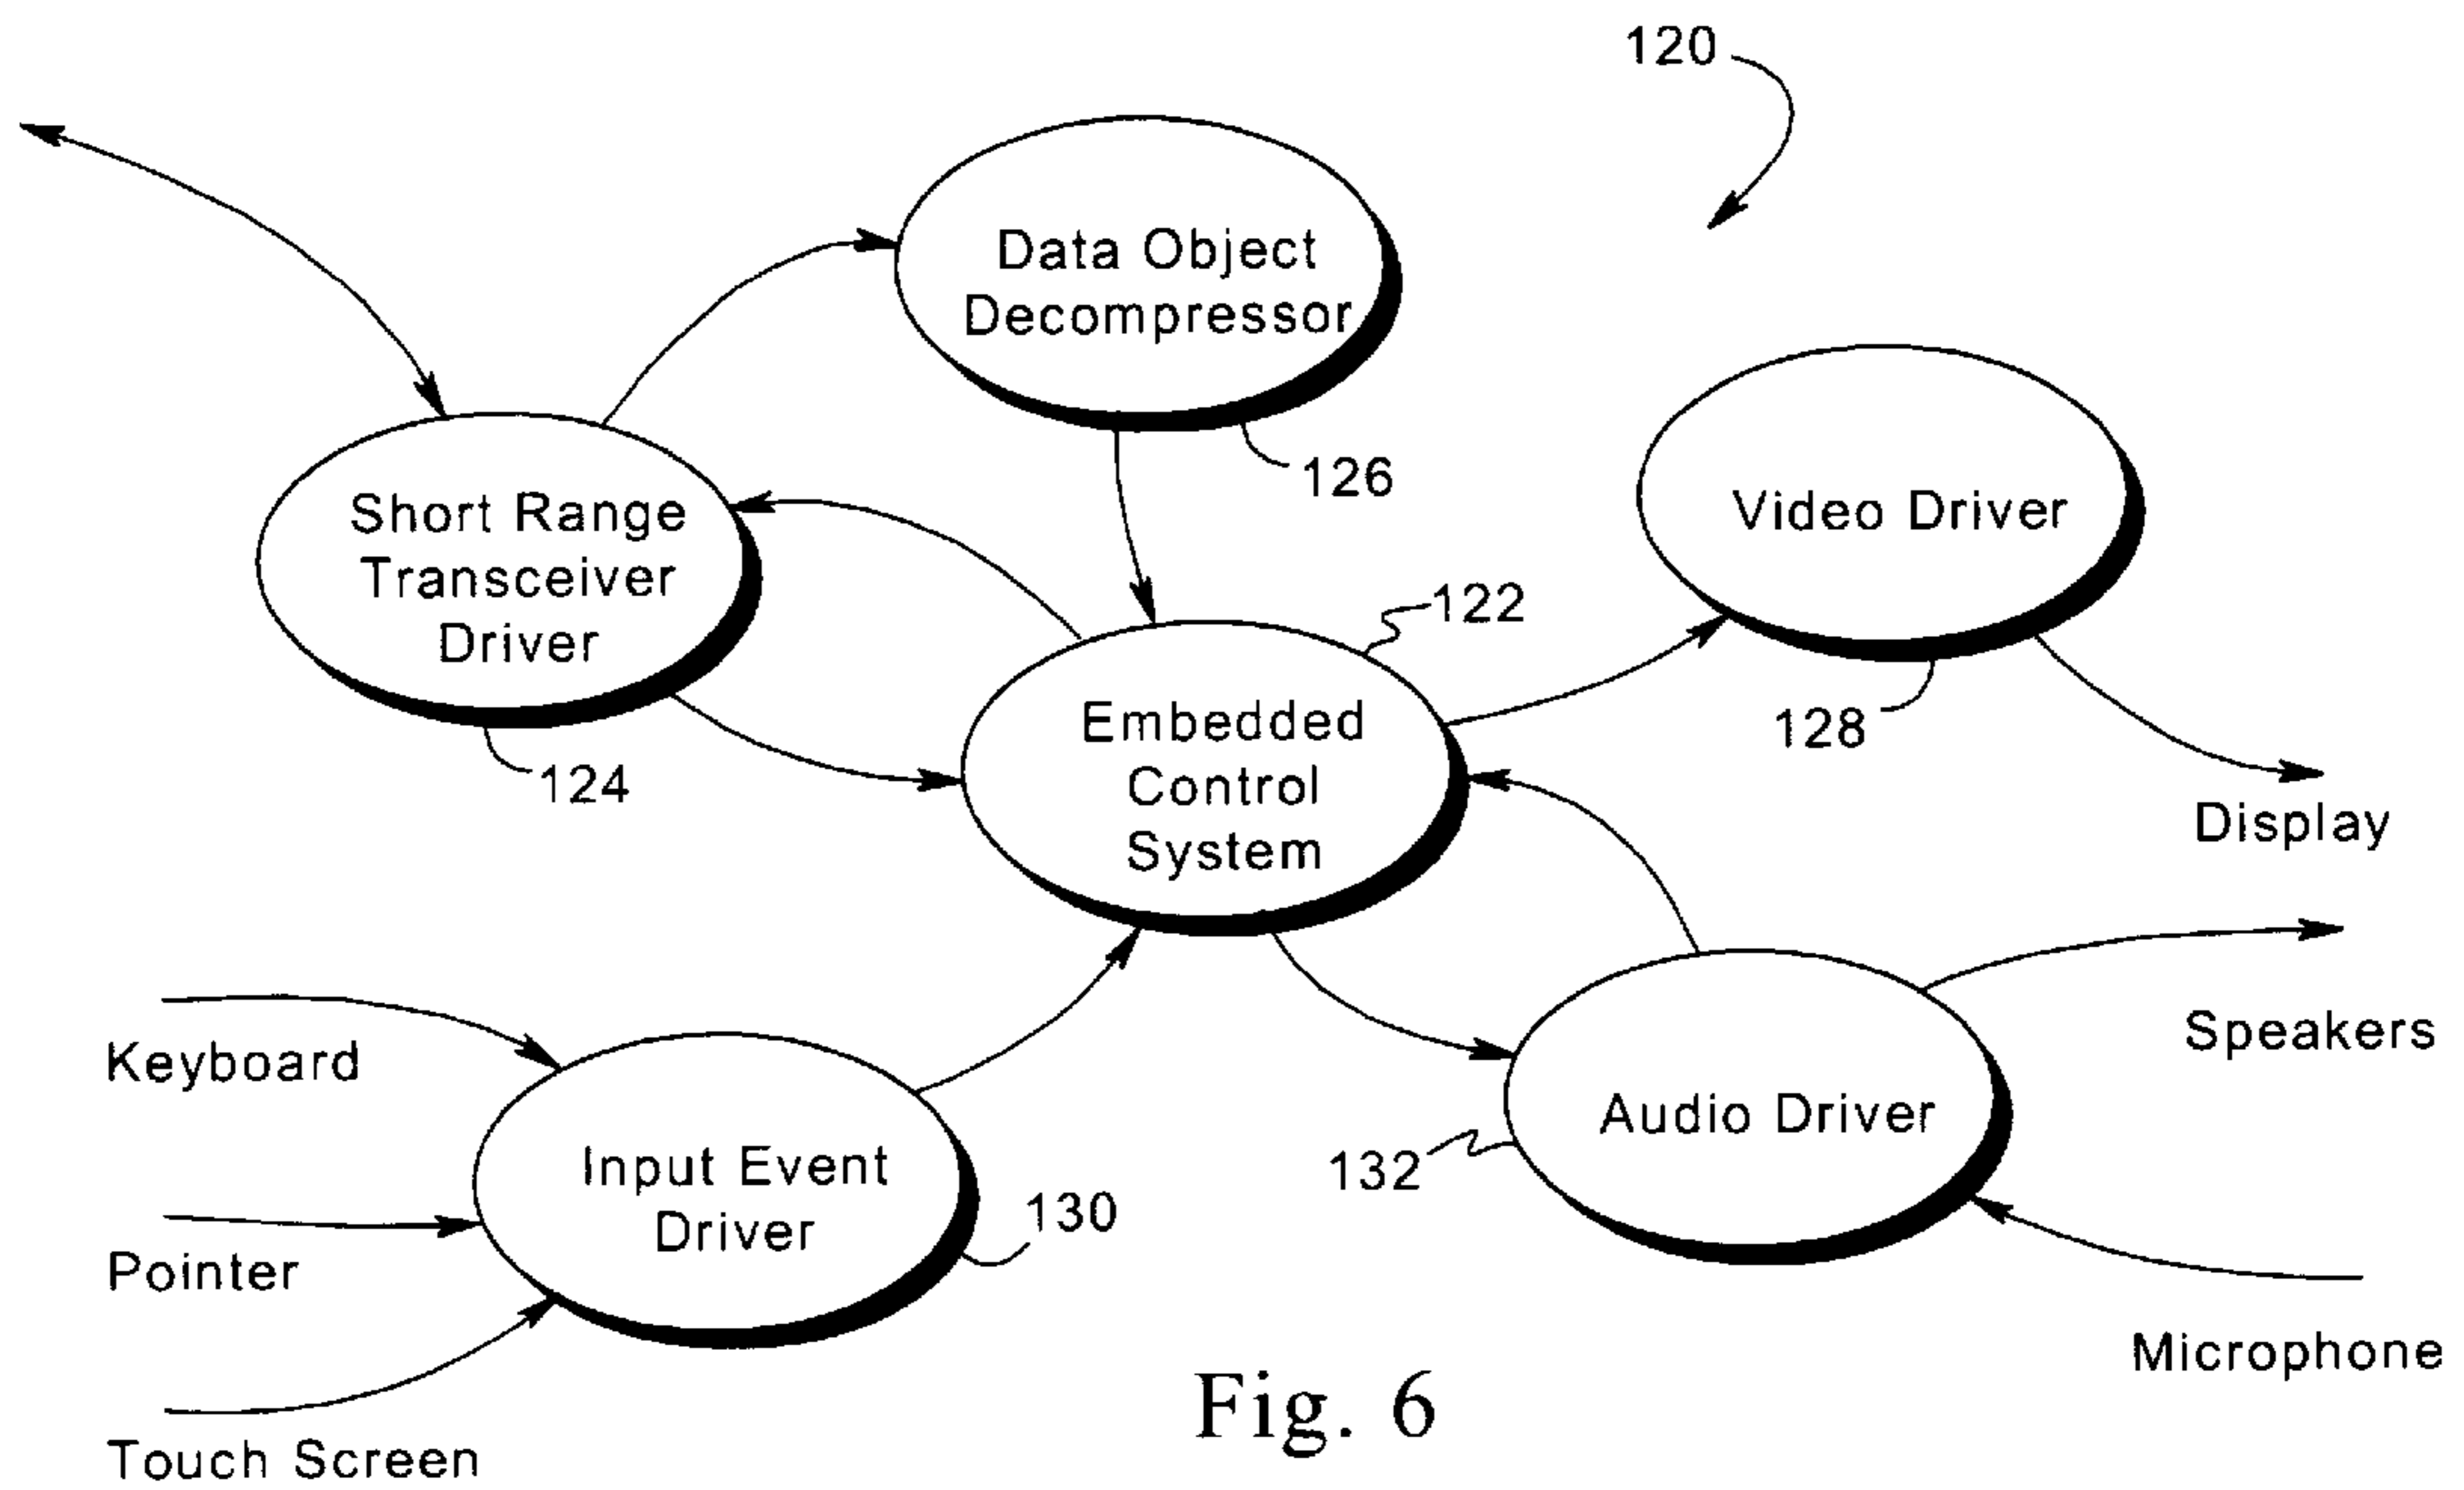 120
Data Object
Decompressor
126
Short Range
Transceiver
Driver
124
Video Driver
128
122
Embedded
Control
System
Display
Speakers
Keyboard
Input Event
Driver
130
Audio Driver
132
Pointer
Microphone
Touch Screen
Fig. 6